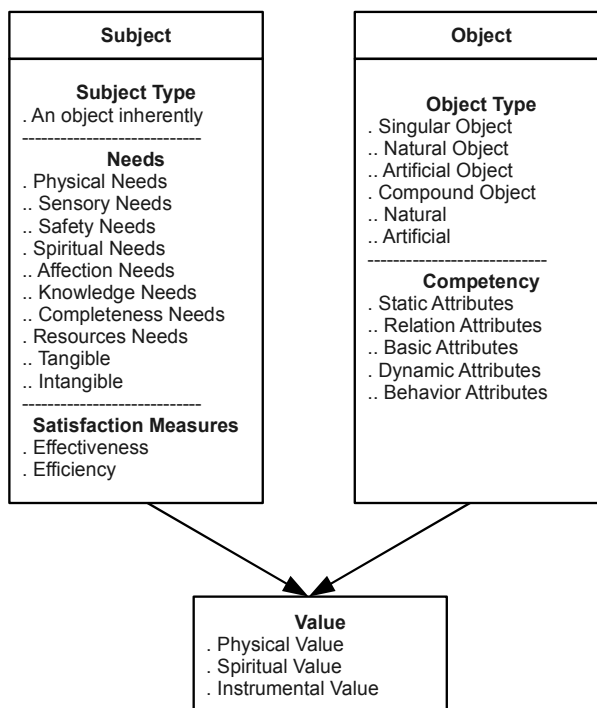 Subject
Subject Type
. An object inherently
----------------------------
Needs
. Physical Needs
.. Sensory Needs
.. Safety Needs
. Spiritual Needs
.. Affection Needs
.. Knowledge Needs
.. Completeness Needs
. Resources Needs
.. Tangible
.. Intangible
----------------------------
Satisfaction Measures
. Effectiveness
. Efficiency
Object
Object Type
. Singular Object
.. Natural Object
.. Artificial Object
. Compound Object
.. Natural
.. Artificial
----------------------------
Competency
. Static Attributes
.. Relation Attributes
.. Basic Attributes
. Dynamic Attributes
.. Behavior Attributes
Value
. Physical Value
. Spiritual Value
. Instrumental Value